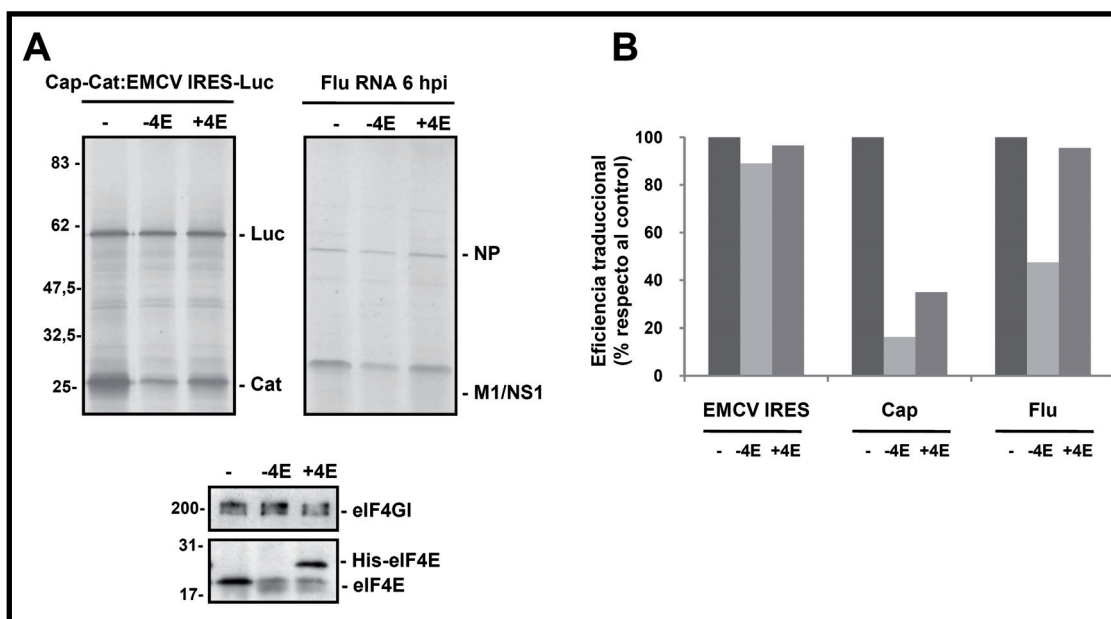 A
Cap-Cat:EMCV IRES-Luc
- -4E +4E
83 -
62 -
47,5-
32,5-
25-
- Luc
- Cat
Flu RNA 6 hpi
- -4E +4E
- NP
- M1/NS1
- -4E +4E
200-
- eIF4GI
31-
17-
- His-eIF4E
- eIF4E
B
Eficiencia traduccional
(% respecto al control)
100
80
60
40
20
0
EMCV IRES Cap Flu
- -4E +4E - -4E +4E - -4E +4E